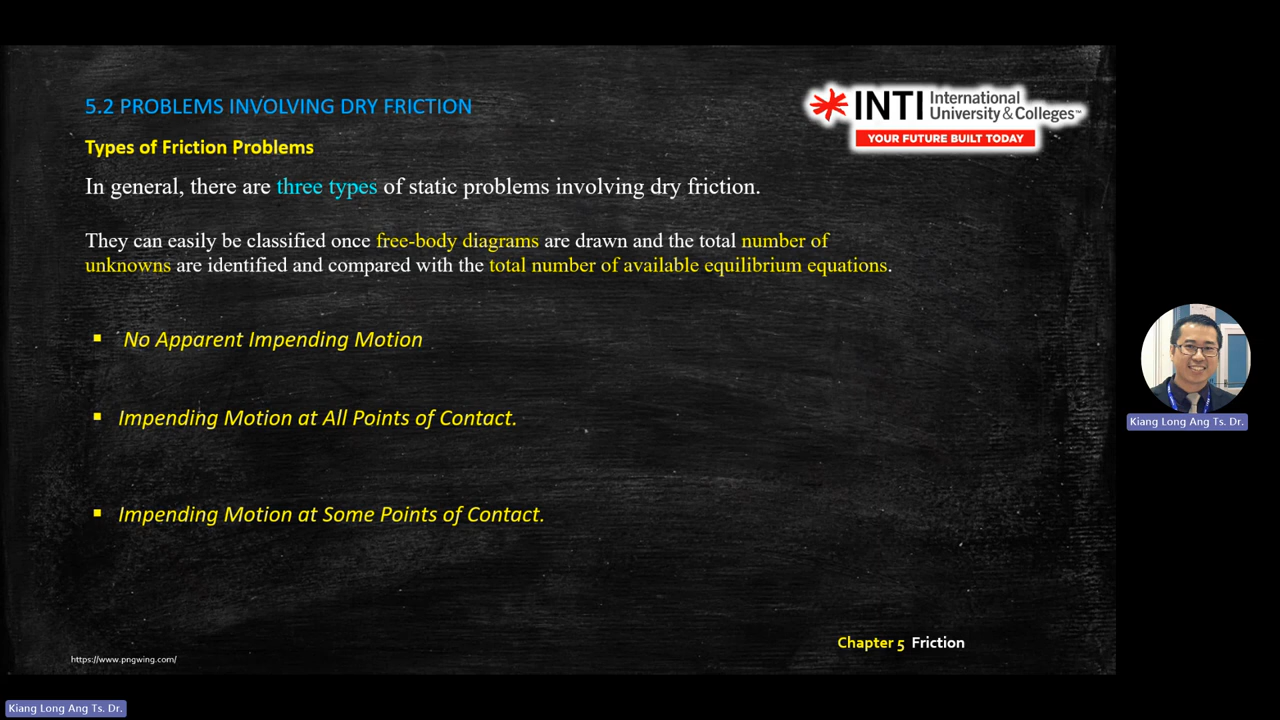 5.2 PROBLEMS INVOLVING DRY FRICTION
INTI International
University & Colleges™
YOUR FUTURE BUILT TODAY
Types of Friction Problems
In general, there are three types of static problems involving dry friction.
They can easily be classified once free-body diagrams are drawn and the total number of
unknowns are identified and compared with the total number of available equilibrium equations.
▪ No Apparent Impending Motion
▪ Impending Motion at All Points of Contact.
▪ Impending Motion at Some Points of Contact.
Kiang Long Ang Ts. Dr.
Chapter 5 Friction
https://www.pngwing.com/
Kiang Long Ang Ts. Dr.